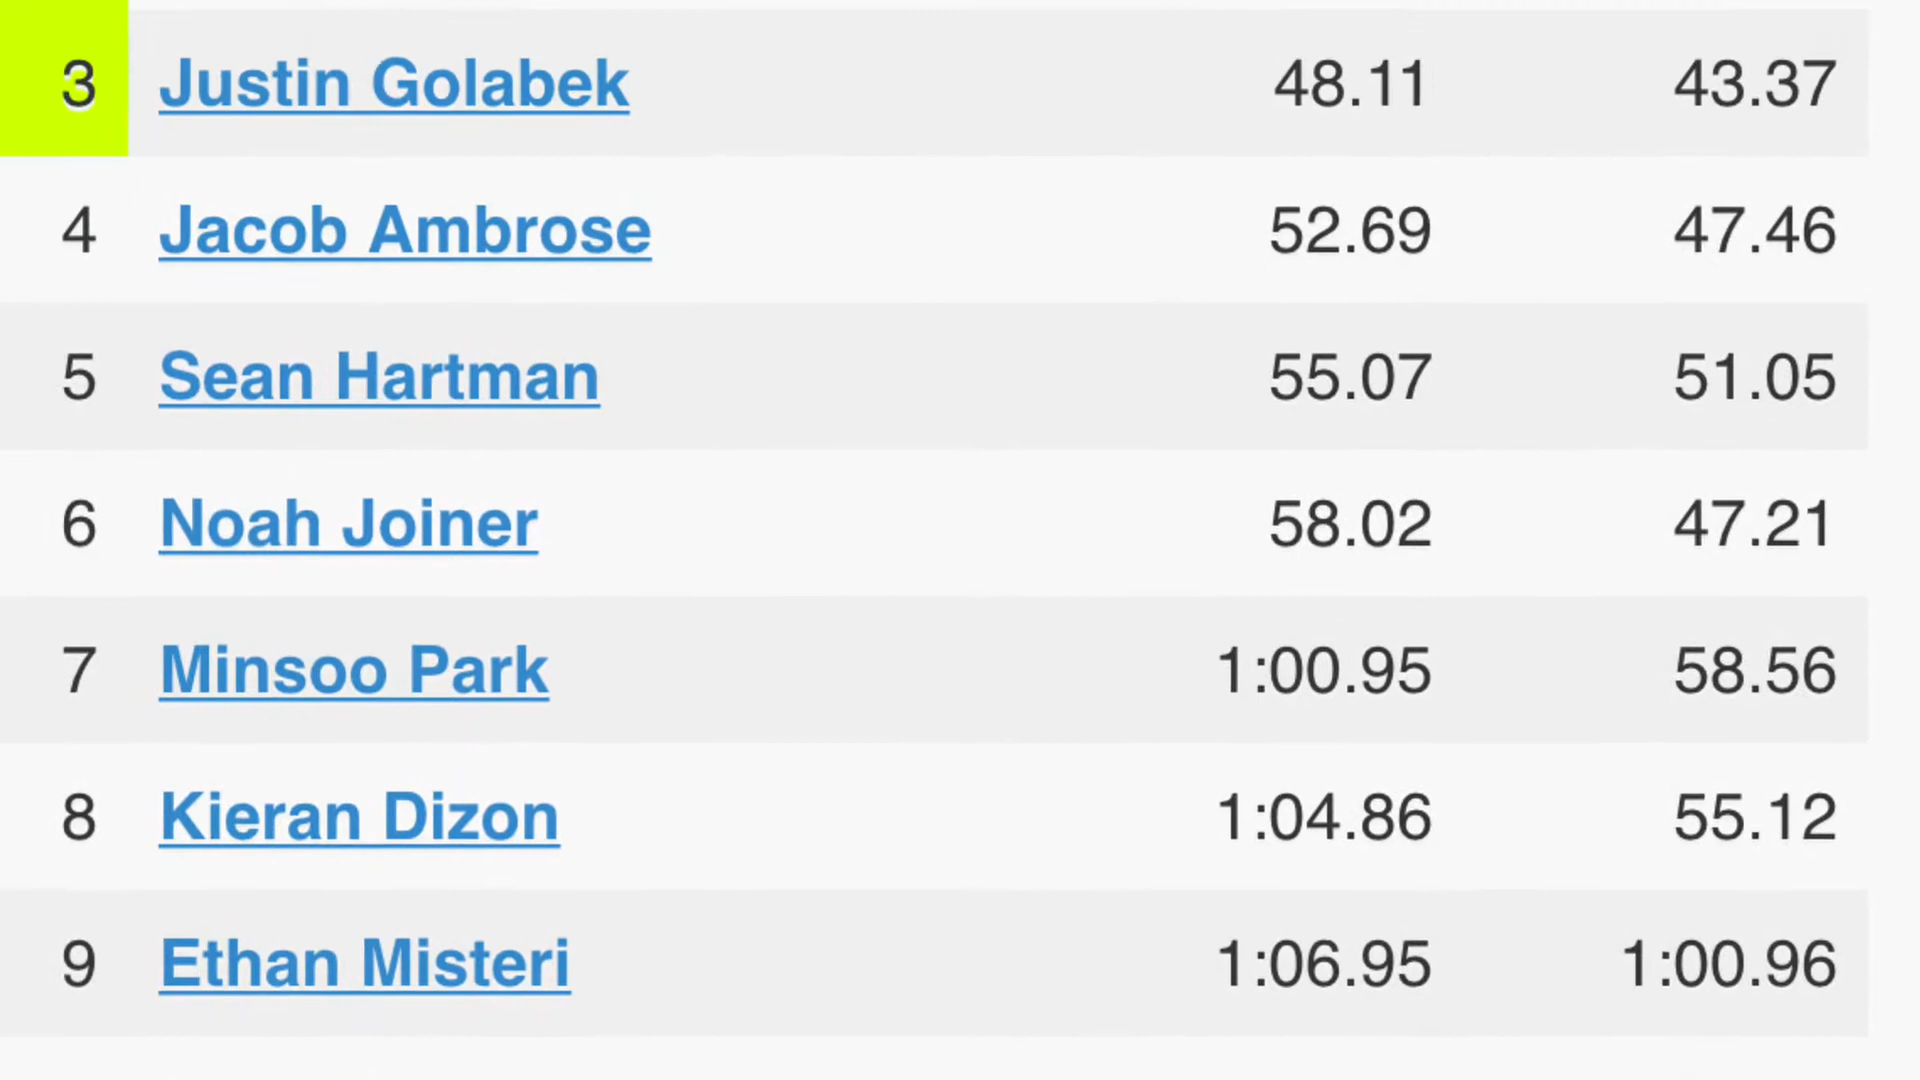 3 Justin Golabek 48.11 43.37
4 Jacob Ambrose 52.69 47.46
5 Sean Hartman 55.07 51.05
6 Noah Joiner 58.02 47.21
7 Minsoo Park 1:00.95 58.56
8 Kieran Dizon 1:04.86 55.12
9 Ethan Misteri 1:06.95 1:00.96